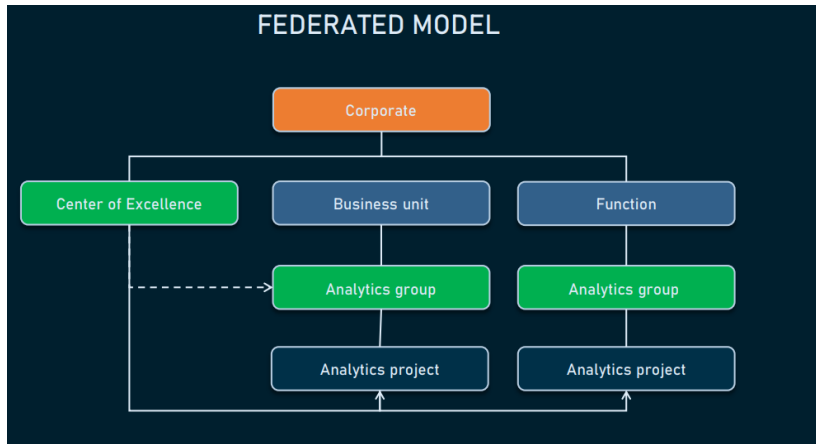 FEDERATED MODEL
Corporate
Center of Excellence
Business unit
Function
Analytics group
Analytics group
Analytics project
Analytics project